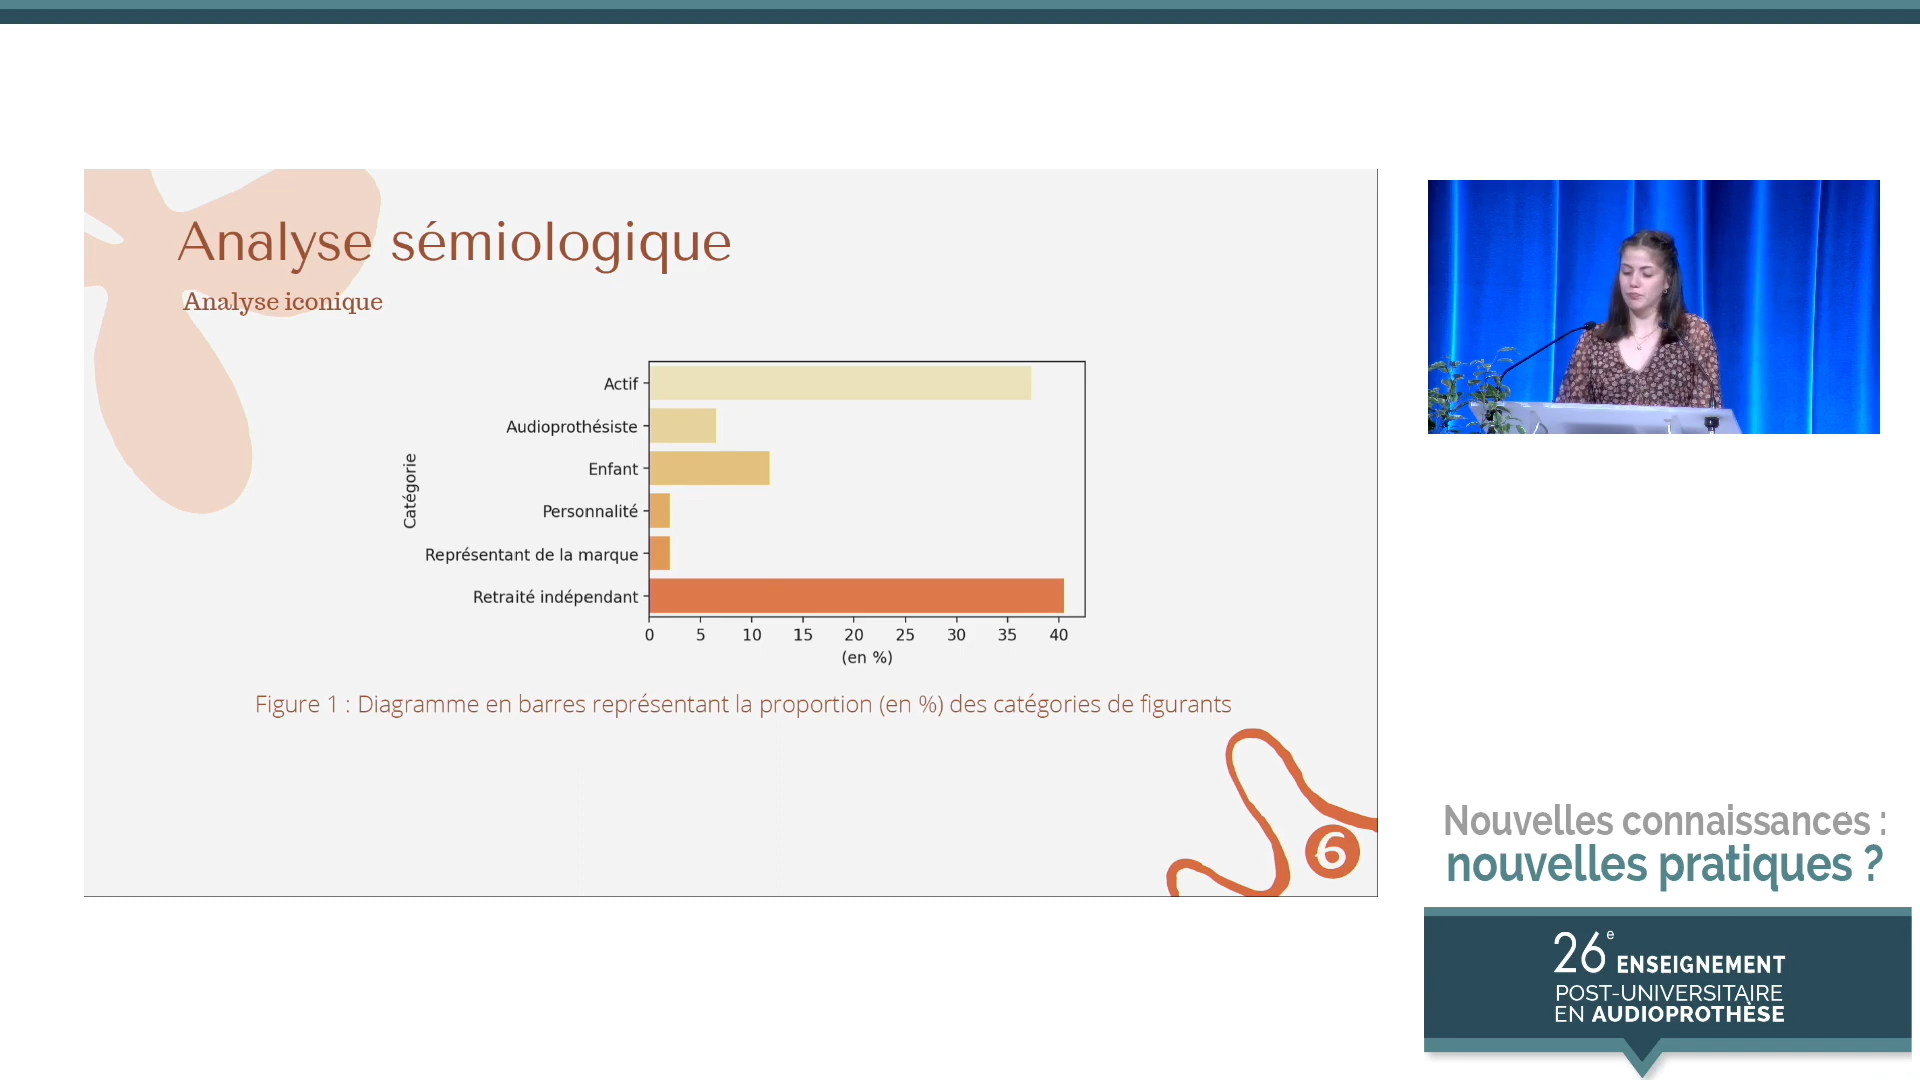 Analyse sémiologique
Analyse iconique
Catégorie
Actif
Audioprothésiste
Enfant
Personnalité
Représentant de la marque
Retraité indépendant
0 5 10 15 20 25 30 35 40
(en %)
Figure 1 : Diagramme en barres représentant la proportion (en %) des catégories de figurants
6
Nouvelles connaissances :
nouvelles pratiques ?
26e ENSEIGNEMENT
POST-UNIVERSITAIRE
EN AUDIOPROTHÈSE